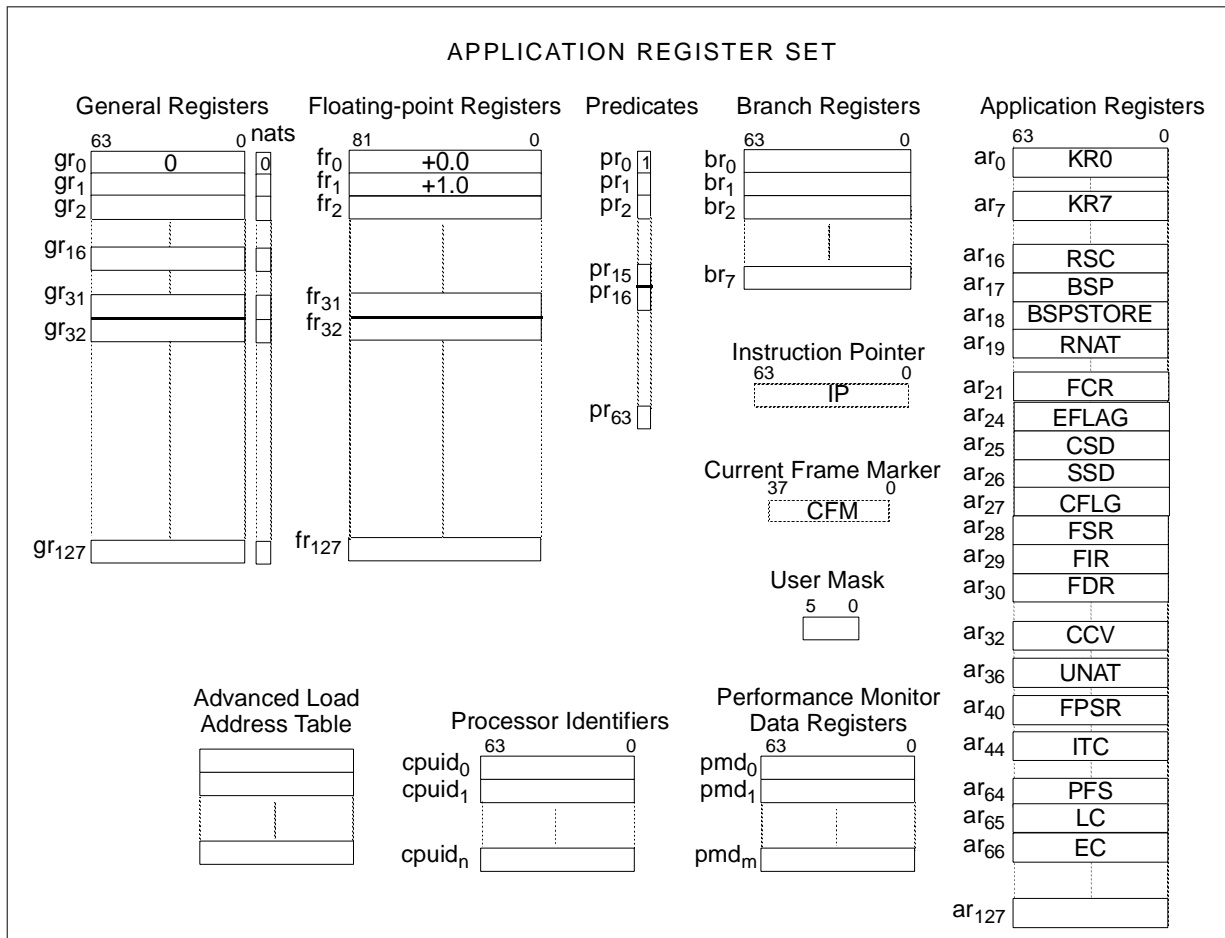 APPLICATION REGISTER SET
General Registers
63 0 nats
gr0 0 0
gr1
gr2
gr16
gr31
gr32
gr127
Floating-point Registers
81 0
fr0 +0.0
fr1 +1.0
fr2
fr31
fr32
fr127
Predicates
pr0 1
pr1
pr2
pr15
pr16
pr63
Branch Registers
63 0
br0
br1
br2
br7
Instruction Pointer
63 0
IP
Current Frame Marker
37 0
CFM
User Mask
5 0
Application Registers
63 0
ar0 KR0
ar7 KR7
ar16 RSC
ar17 BSP
ar18 BSPSTORE
ar19 RNAT
ar21 FCR
ar24 EFLAG
ar25 CSD
ar26 SSD
ar27 CFLG
ar28 FSR
ar29 FIR
ar30 FDR
ar32 CCV
ar36 UNAT
ar40 FPSR
ar44 ITC
ar64 PFS
ar65 LC
ar66 EC
ar127
Advanced Load
Address Table
Processor Identifiers
63 0
cpuid0
cpuid1
cpuidn
Performance Monitor
Data Registers
63 0
pmd0
pmd1
pmdm